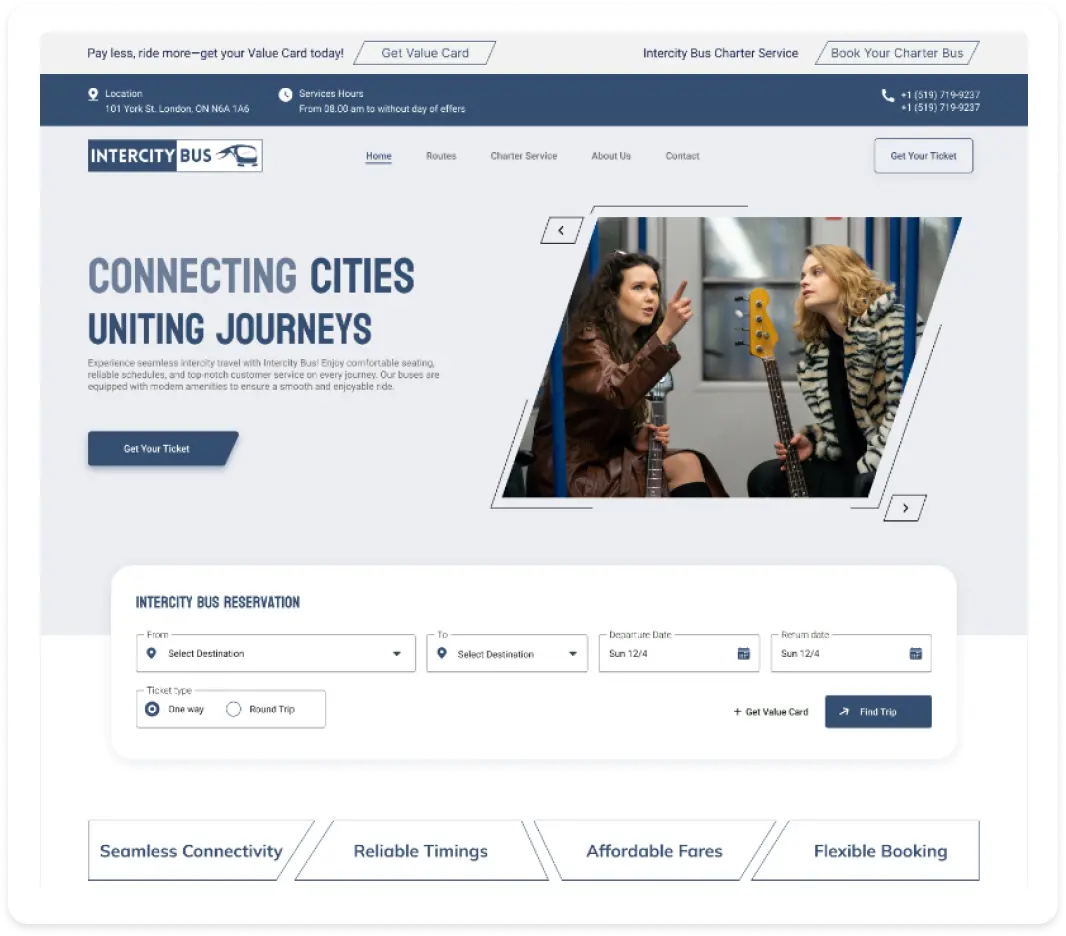 Pay less, ride more—get your Value Card today!
Get Value Card
Intercity Bus Charter Service
Book Your Charter Bus
Location
101 York St. London, ON N6A 1A6
Services Hours
From 08.00 am to without day of effers
+1 (519) 719-9237
+1 (519) 719-9237
INTERCITY BUS
Home
Routes
Charter Service
About Us
Contact
Get Your Ticket
CONNECTING CITIES
UNITING JOURNEYS
Experience seamless intercity travel with Intercity Bus! Enjoy comfortable seating,
reliable schedules, and top-notch customer service on every journey. Our buses are
equipped with modern amenities to ensure a smooth and enjoyable ride.
Get Your Ticket
INTERCITY BUS RESERVATION
From
Select Destination
To
Select Destination
Departure Date
Sun 12/4
Return date
Sun 12/4
Ticket type
One way
Round Trip
+ Get Value Card
Find Trip
Seamless Connectivity
Reliable Timings
Affordable Fares
Flexible Booking